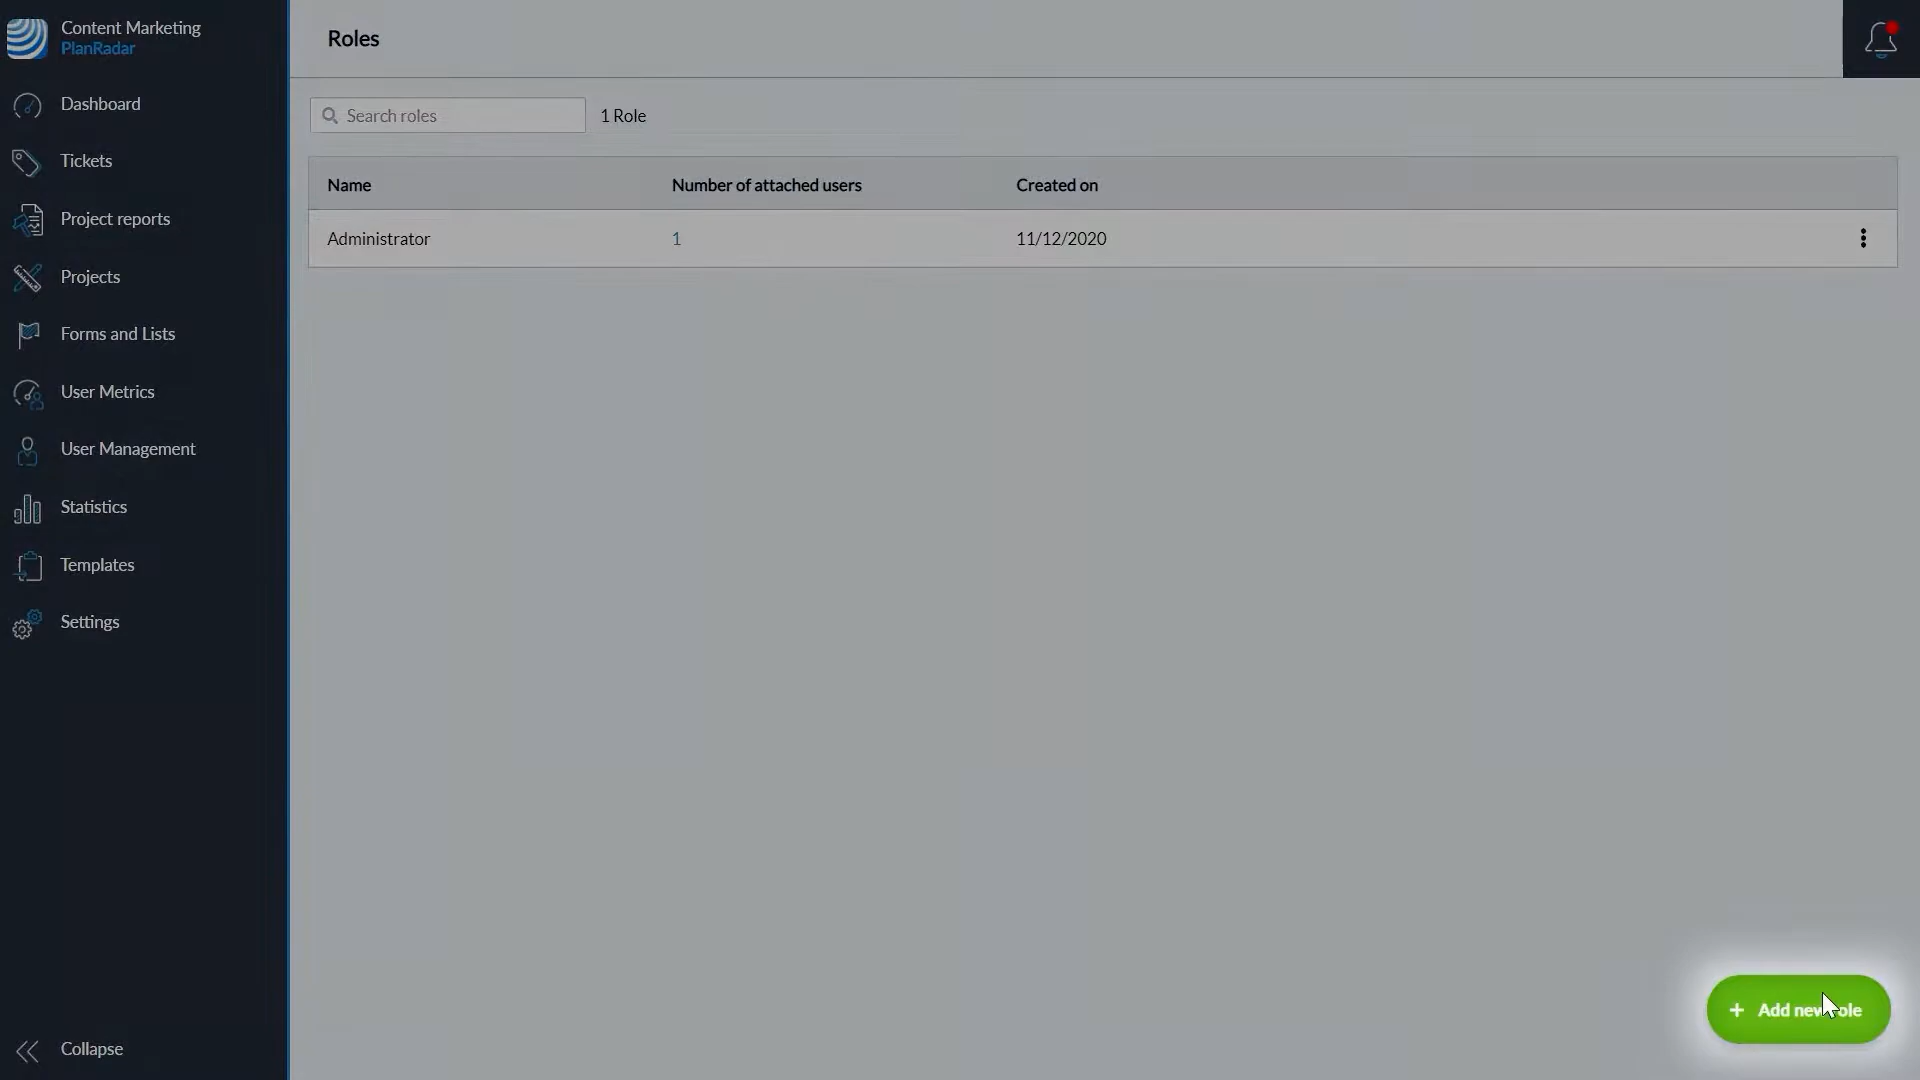 Content Marketing
PlanRadar
Dashboard
Tickets
Project reports
Projects
Forms and Lists
User Metrics
User Management
Statistics
Templates
Settings
Collapse
Roles
Search roles
1 Role
Name Number of attached users Created on
Administrator 1 11/12/2020
+ Add new role